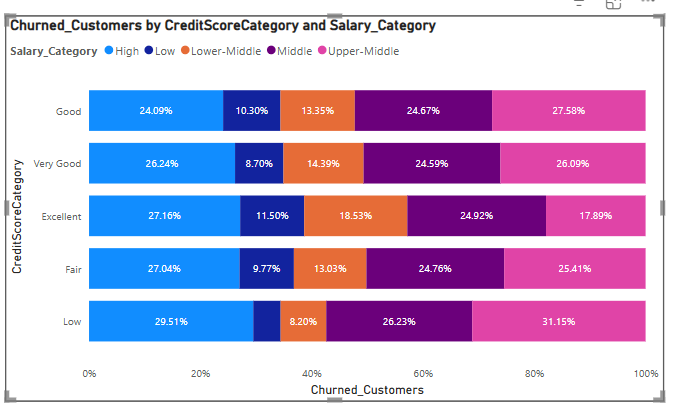 Churned_Customers by CreditScoreCategory and Salary_Category
Salary_Category High Low Lower-Middle Middle Upper-Middle
CreditScoreCategory
Good 24.09% 10.30% 13.35% 24.67% 27.58%
Very Good 26.24% 8.70% 14.39% 24.59% 26.09%
Excellent 27.16% 11.50% 18.53% 24.92% 17.89%
Fair 27.04% 9.77% 13.03% 24.76% 25.41%
Low 29.51% 8.20% 26.23% 31.15%
0% 20% 40% 60% 80% 100%
Churned_Customers